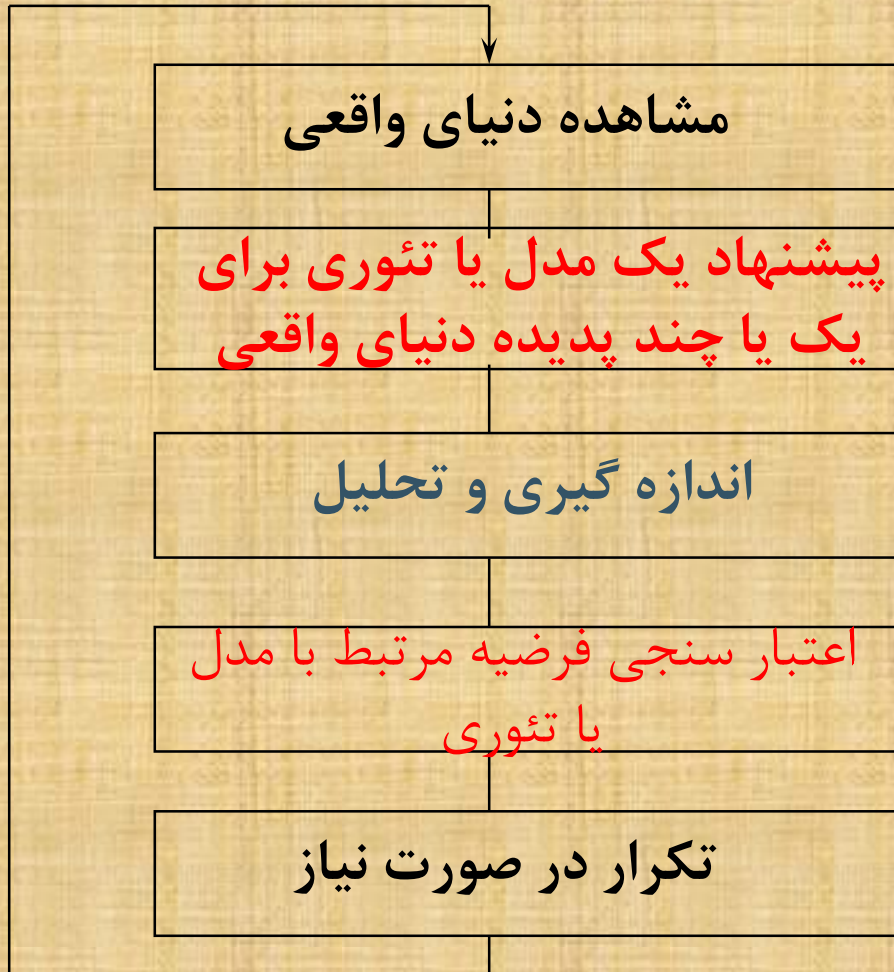 مشاهده دنیای واقعی
پیشنهاد یک مدل یا تئوری برای
یک یا چند پدیده دنیای واقعی
اندازه گیری و تحلیل
اعتبار سنجی فرضیه مرتبط با مدل
یا تئوری
تکرار در صورت نیاز